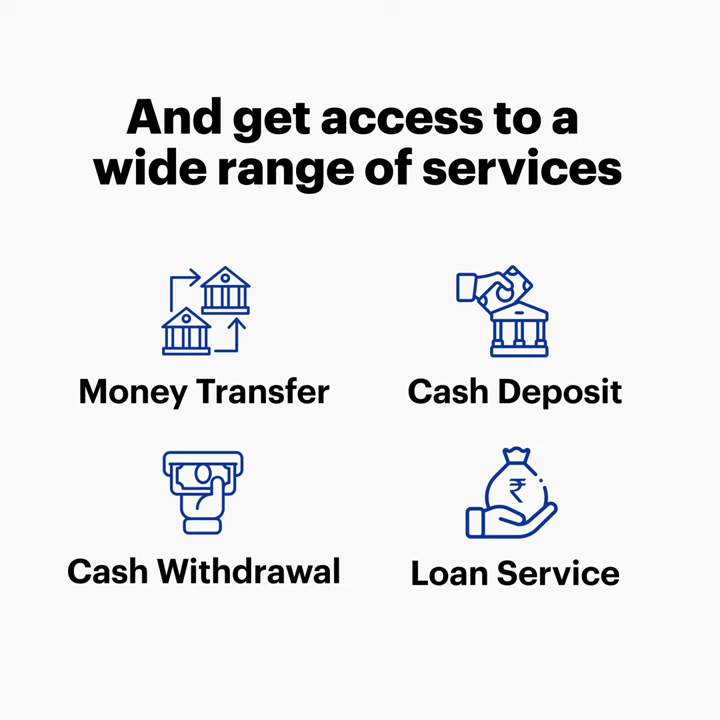 And get access to a
wide range of services
Money Transfer
Cash Deposit
₹
Cash Withdrawal
Loan Service